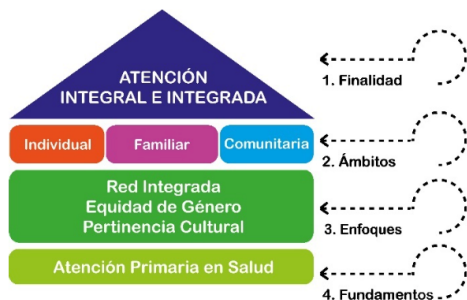 ATENCIÓN
INTEGRAL E INTEGRADA
1. Finalidad
Individual
Familiar
Comunitaria
2. Ámbitos
Red Integrada
Equidad de Género
Pertinencia Cultural
3. Enfoques
Atención Primaria en Salud
4. Fundamentos